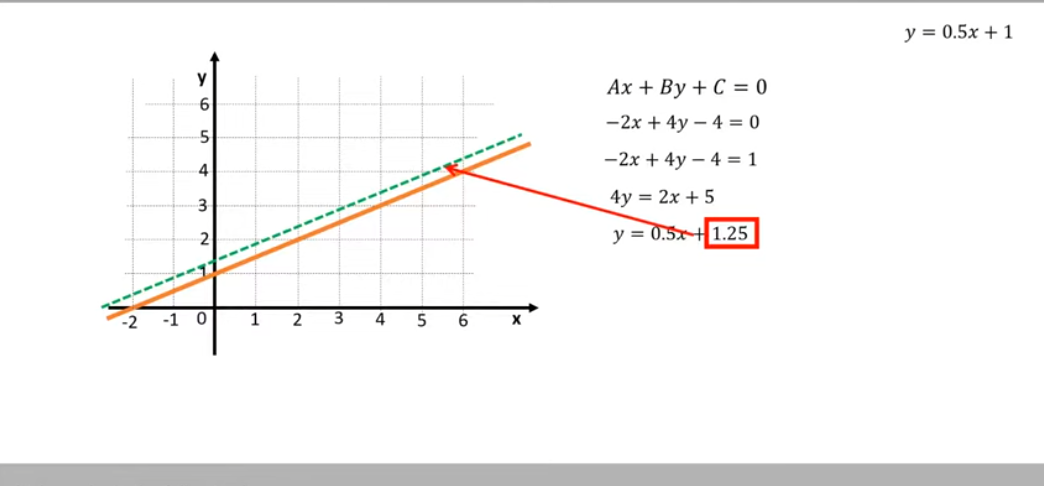 y = 0.5x + 1
Ax + By + C = 0
−2x + 4y − 4 = 0
−2x + 4y − 4 = 1
4y = 2x + 5
y = 0.5x + 1.25
y
6
5
4
3
2
1
-2 -1 0 1 2 3 4 5 6 x